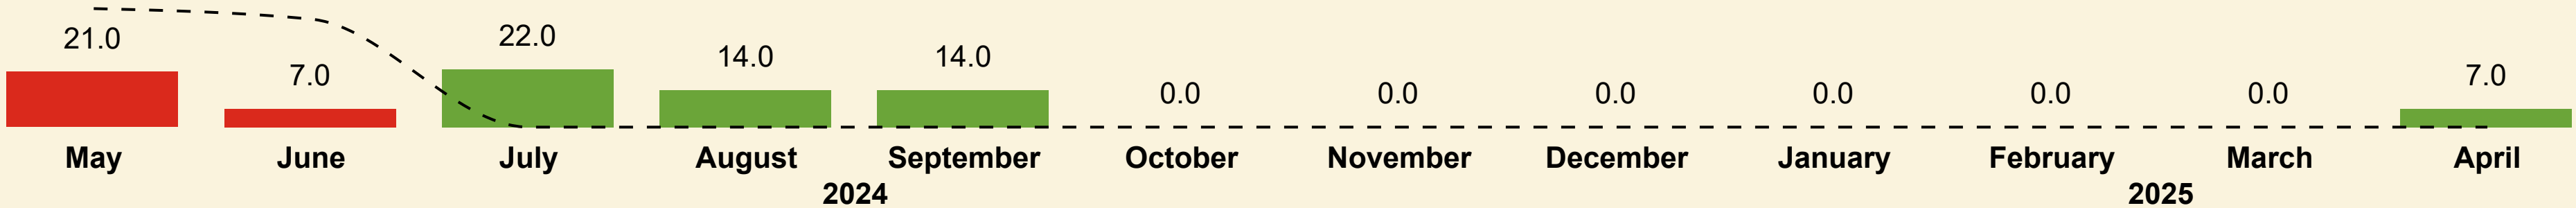 21.0 7.0 22.0 14.0 14.0 0.0 0.0 0.0 0.0 0.0 0.0 7.0
May June July August September October November December January February March April
2024 2025